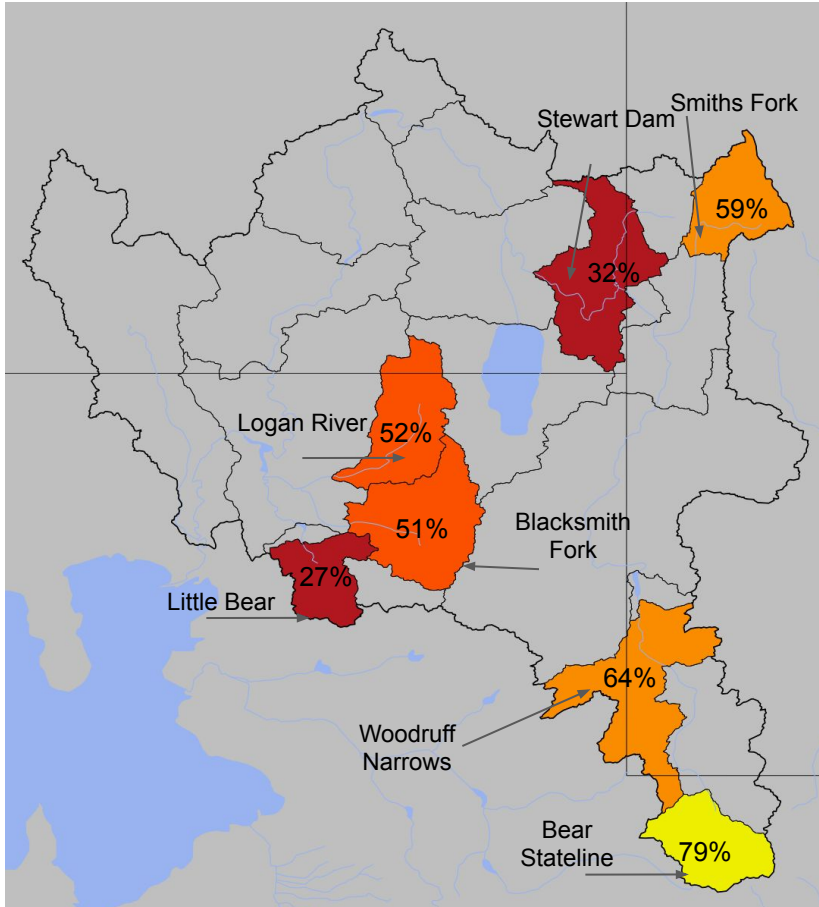 Smiths Fork
Stewart Dam
59%
32%
Logan River
52%
51%
Blacksmith
Fork
27%
Little Bear
64%
Woodruff
Narrows
Bear
Stateline
79%